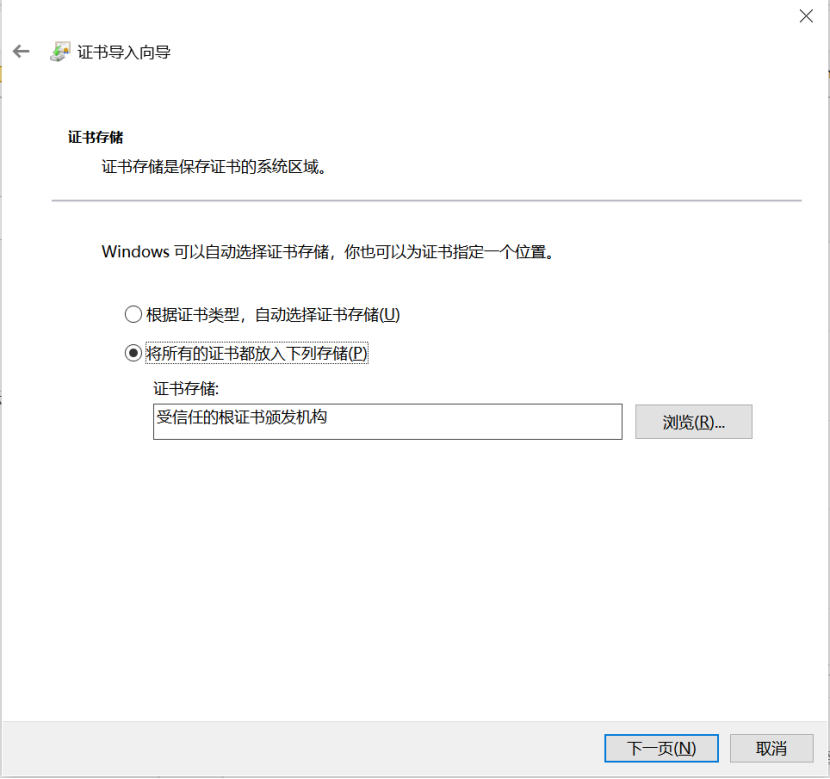 证书导入向导
证书存储
证书存储是保存证书的系统区域。
Windows 可以自动选择证书存储，你也可以为证书指定一个位置。
根据证书类型，自动选择证书存储(U)
将所有的证书都放入下列存储(P)
证书存储:
受信任的根证书颁发机构
浏览(R)...
下一页(N)
取消